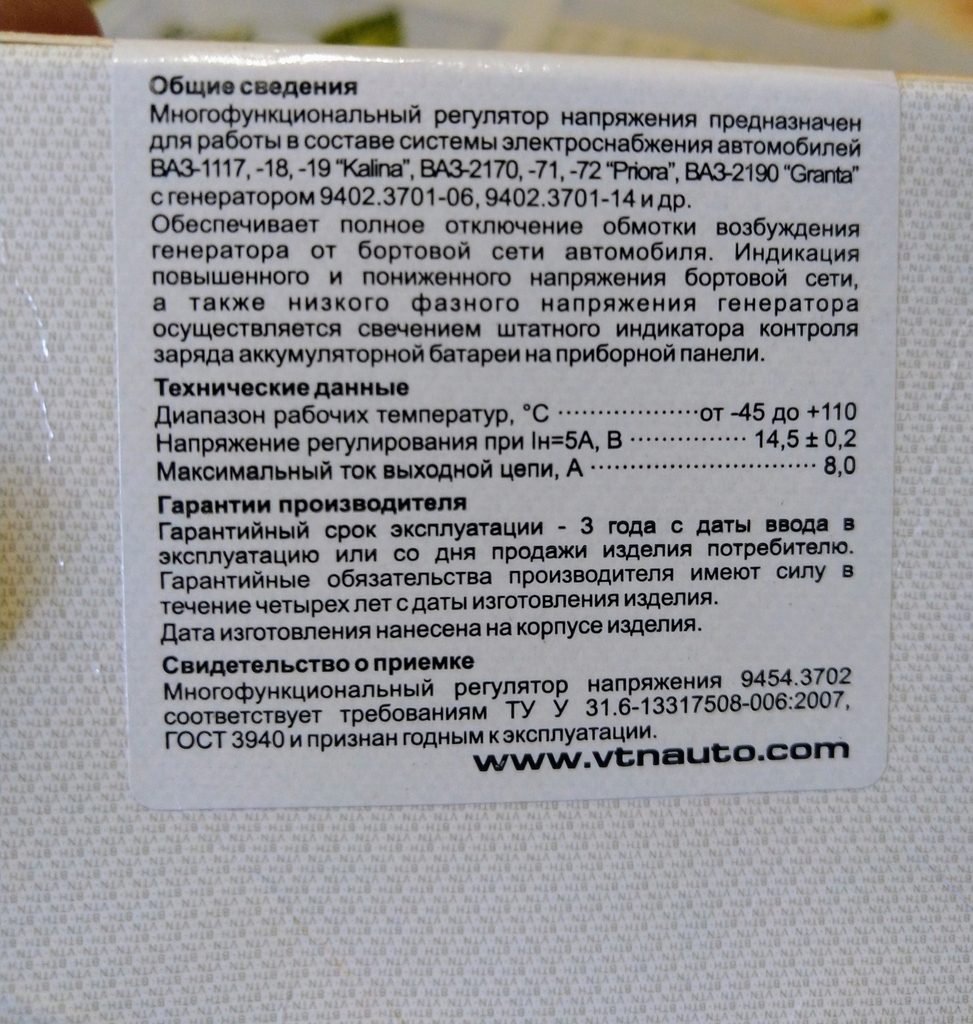 Общие сведения
Многофункциональный регулятор напряжения предназначен
для работы в составе системы электроснабжения автомобилей
ВАЗ-1117, -18, -19 “Kalina”, ВАЗ-2170, -71, -72 “Priora”, ВАЗ-2190 “Granta”
с генератором 9402.3701-06, 9402.3701-14 и др.
Обеспечивает полное отключение обмотки возбуждения
генератора от бортовой сети автомобиля. Индикация
повышенного и пониженного напряжения бортовой сети,
а также низкого фазного напряжения генератора
осуществляется свечением штатного индикатора контроля
заряда аккумуляторной батареи на приборной панели.
Технические данные
Диапазон рабочих температур, °С ··················от -45 до +110
Напряжение регулирования при Iн=5А, В ··············· 14,5 ± 0,2
Максимальный ток выходной цепи, А ····························· 8,0
Гарантии производителя
Гарантийный срок эксплуатации - 3 года с даты ввода в
эксплуатацию или со дня продажи изделия потребителю.
Гарантийные обязательства производителя имеют силу в
течение четырех лет с даты изготовления изделия.
Дата изготовления нанесена на корпусе изделия.
Свидетельство о приемке
Многофункциональный регулятор напряжения 9454.3702
соответствует требованиям ТУ У 31.6-13317508-006:2007,
ГОСТ 3940 и признан годным к эксплуатации.
www.vtnauto.com